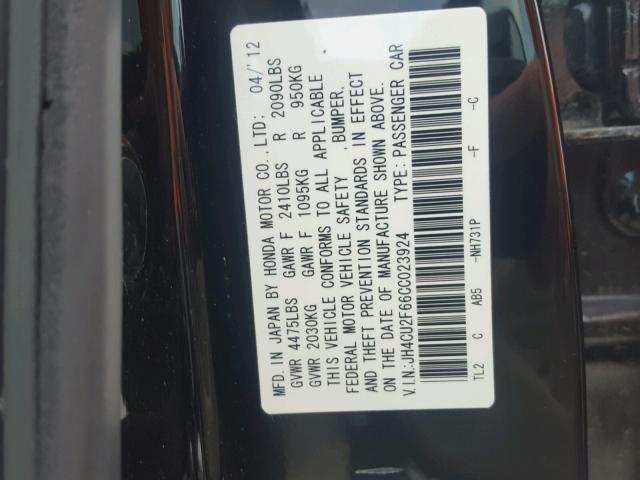 MFD. IN JAPAN BY HONDA MOTOR CO., LTD; 04/'12
GVWR 4475LBS GAWR F 2410LBS R 2090LBS
GVWR 2030KG GAWR F 1095KG R 950KG
THIS VEHICLE CONFORMS TO ALL APPLICABLE
FEDERAL MOTOR VEHICLE SAFETY , BUMPER,
AND THEFT PREVENTION STANDARDS IN EFFECT
ON THE DATE OF MANUFACTURE SHOWN ABOVE.
V.I.N:JH4CU2F66CC023924 TYPE:PASSENGER CAR
TL2 C AB5 -NH731P -F -C